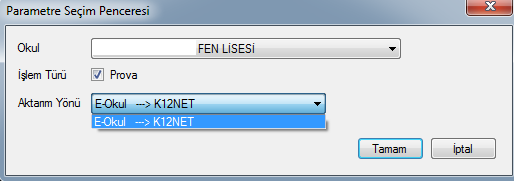 Parametre Seçim Penceresi
Okul FEN LİSESİ
İşlem Türü Prova
Aktarım Yönü E-Okul ---> K12NET
E-Okul ---> K12NET
Tamam İptal